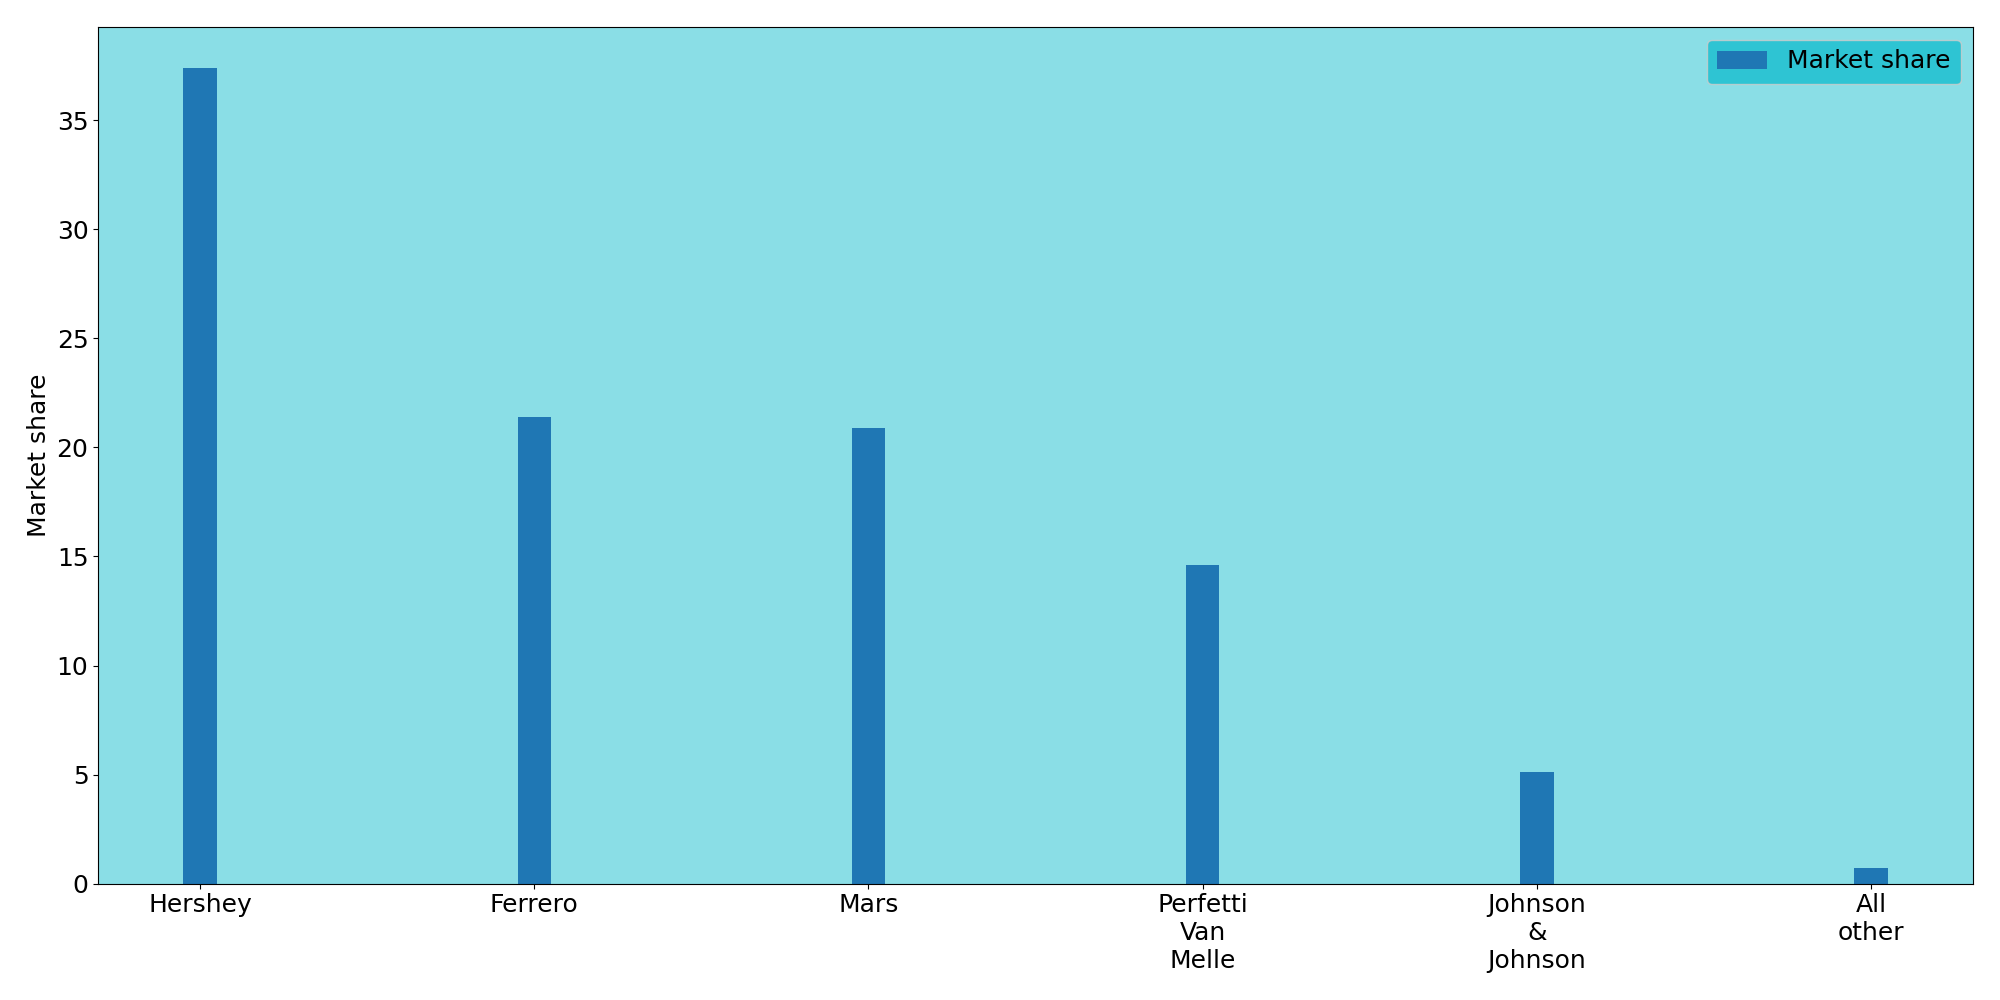 Market share
35
30
25
20
15
10
5
0
Market share
Hershey
Ferrero
Mars
Perfetti
Van
Melle
Johnson
&
Johnson
All
other